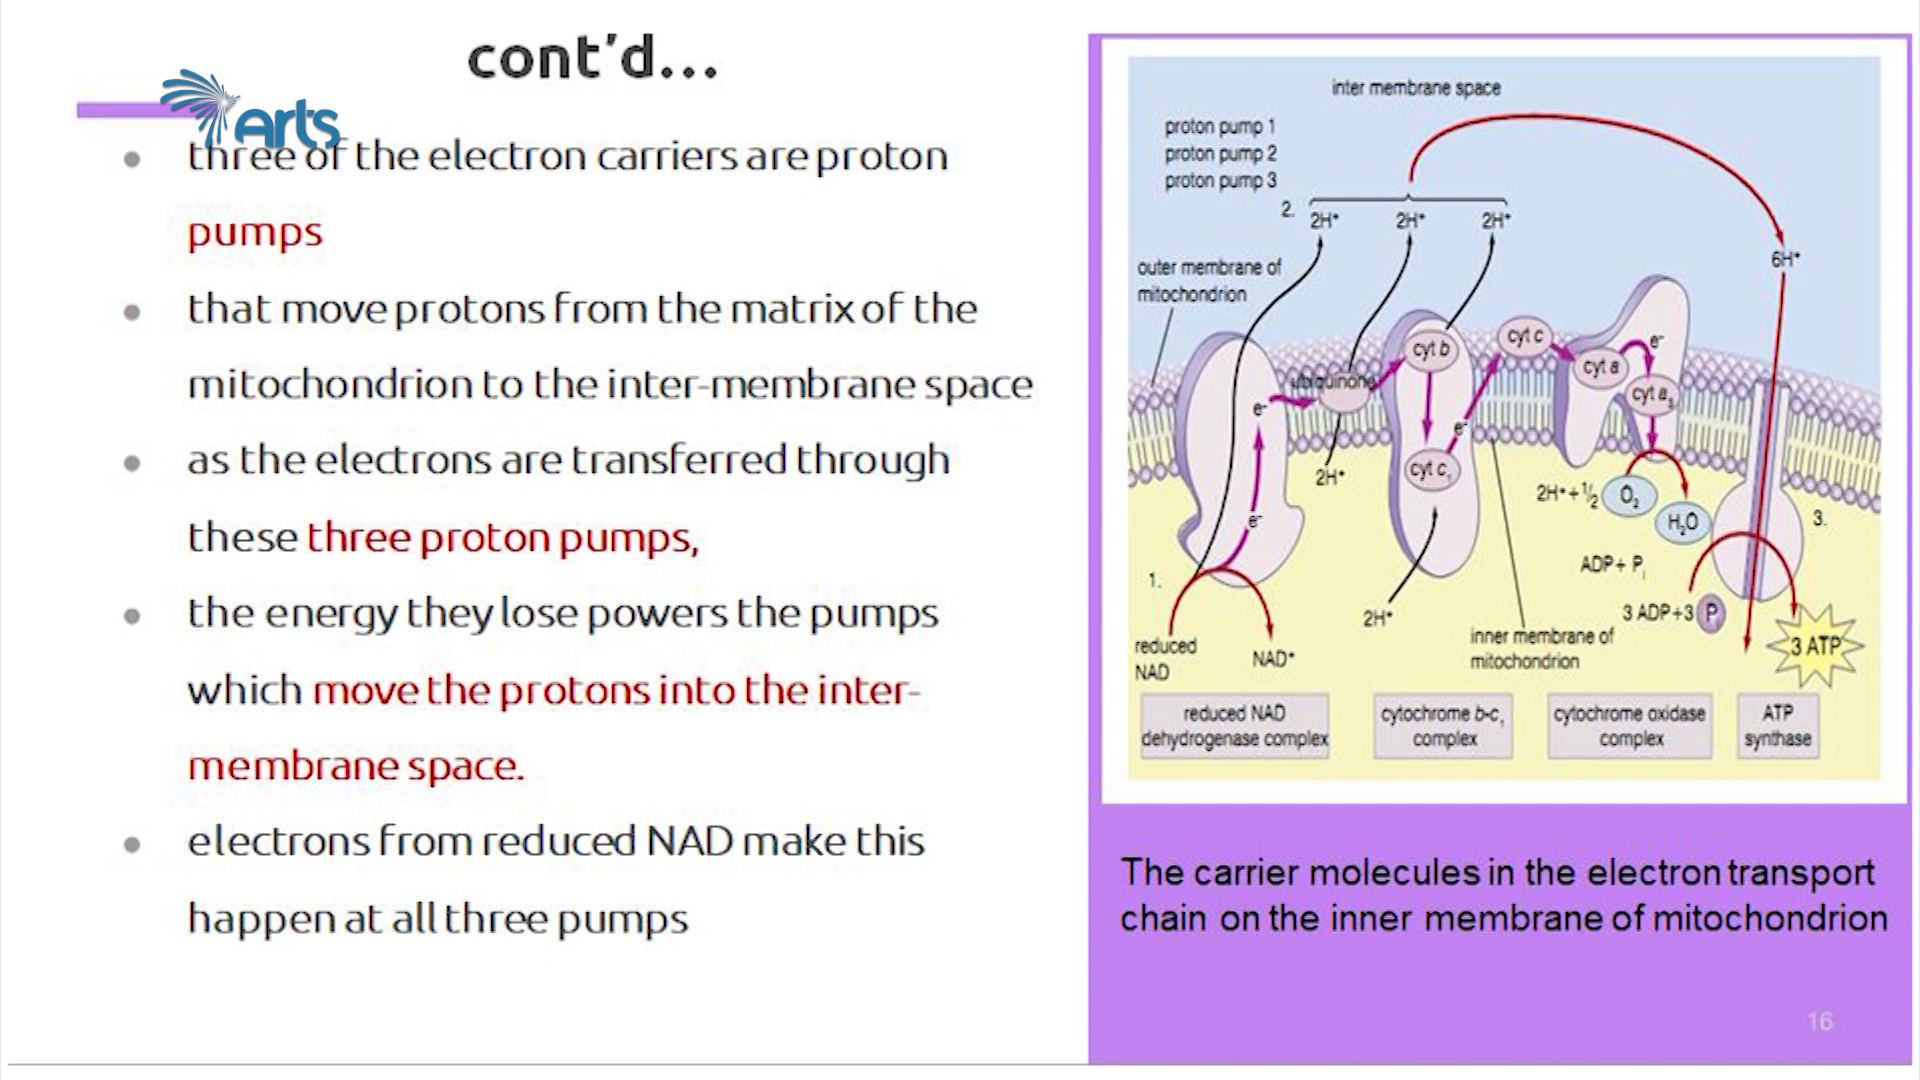 cont’d...
Arts
• three of the electron carriers are proton
pumps
• that move protons from the matrix of the
mitochondrion to the inter-membrane space
• as the electrons are transferred through
these three proton pumps,
• the energy they lose powers the pumps
which move the protons into the inter-
membrane space.
• electrons from reduced NAD make this
happen at all three pumps
inter membrane space
proton pump 1
proton pump 2
proton pump 3
2.
2H⁺ 2H⁺ 2H⁺
6H⁺
outer membrane of
mitochondrion
cyt b
cyt c
cyt a
e⁻
ubiquinone
cyt a₃
e⁻
e⁻
cyt c₁
2H⁺
2H⁺+½ O₂
H₂O
3.
e⁻
1.
ADP+ Pᵢ
3 ADP+3 P
2H⁺
3 ATP
reduced
NAD
NAD⁺
inner membrane of
mitochondrion
reduced NAD
dehydrogenase complex
cytochrome b-c₁
complex
cytochrome oxidase
complex
ATP
synthase
The carrier molecules in the electron transport
chain on the inner membrane of mitochondrion
16